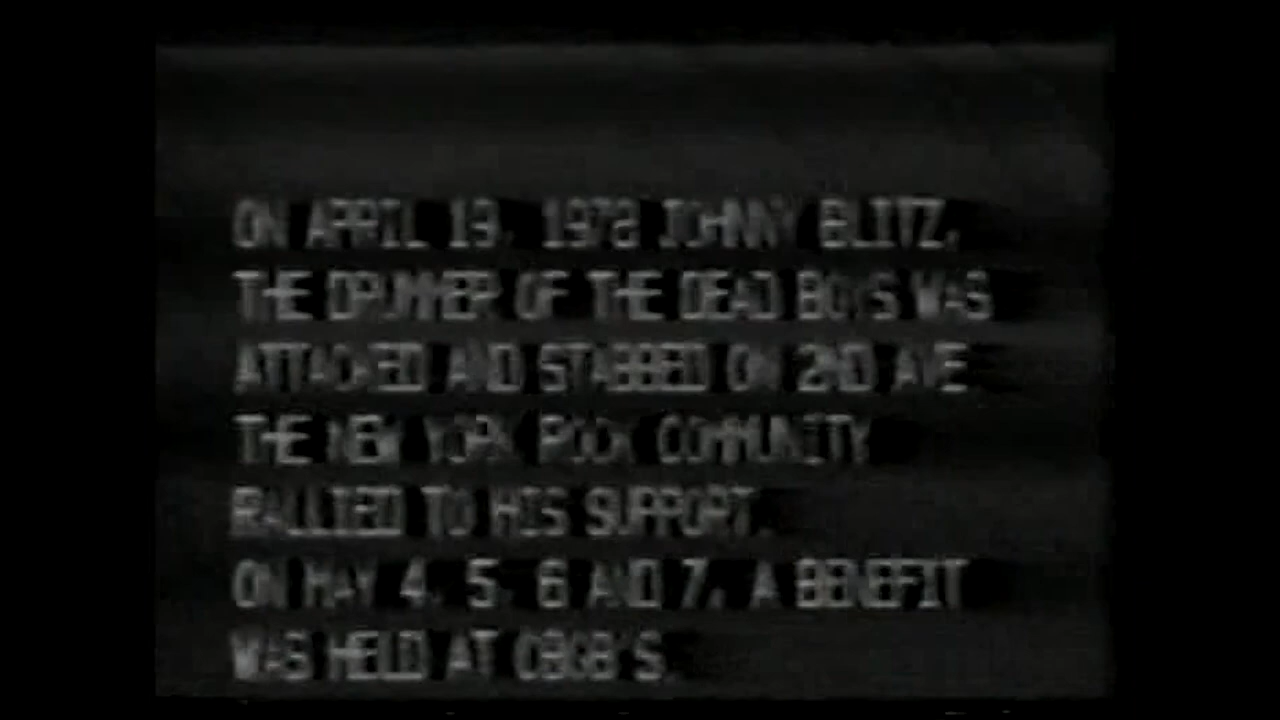 ON APRIL 19, 1978 JOHNNY BLITZ,
THE DRUMMER OF THE DEAD BOYS WAS
ATTACKED AND STABBED ON 2ND AVE
THE NEW YORK ROCK COMMUNITY
RALLIED TO HIS SUPPORT.
ON MAY 4, 5, 6 AND 7, A BENEFIT
WAS HELD AT CBGB'S.